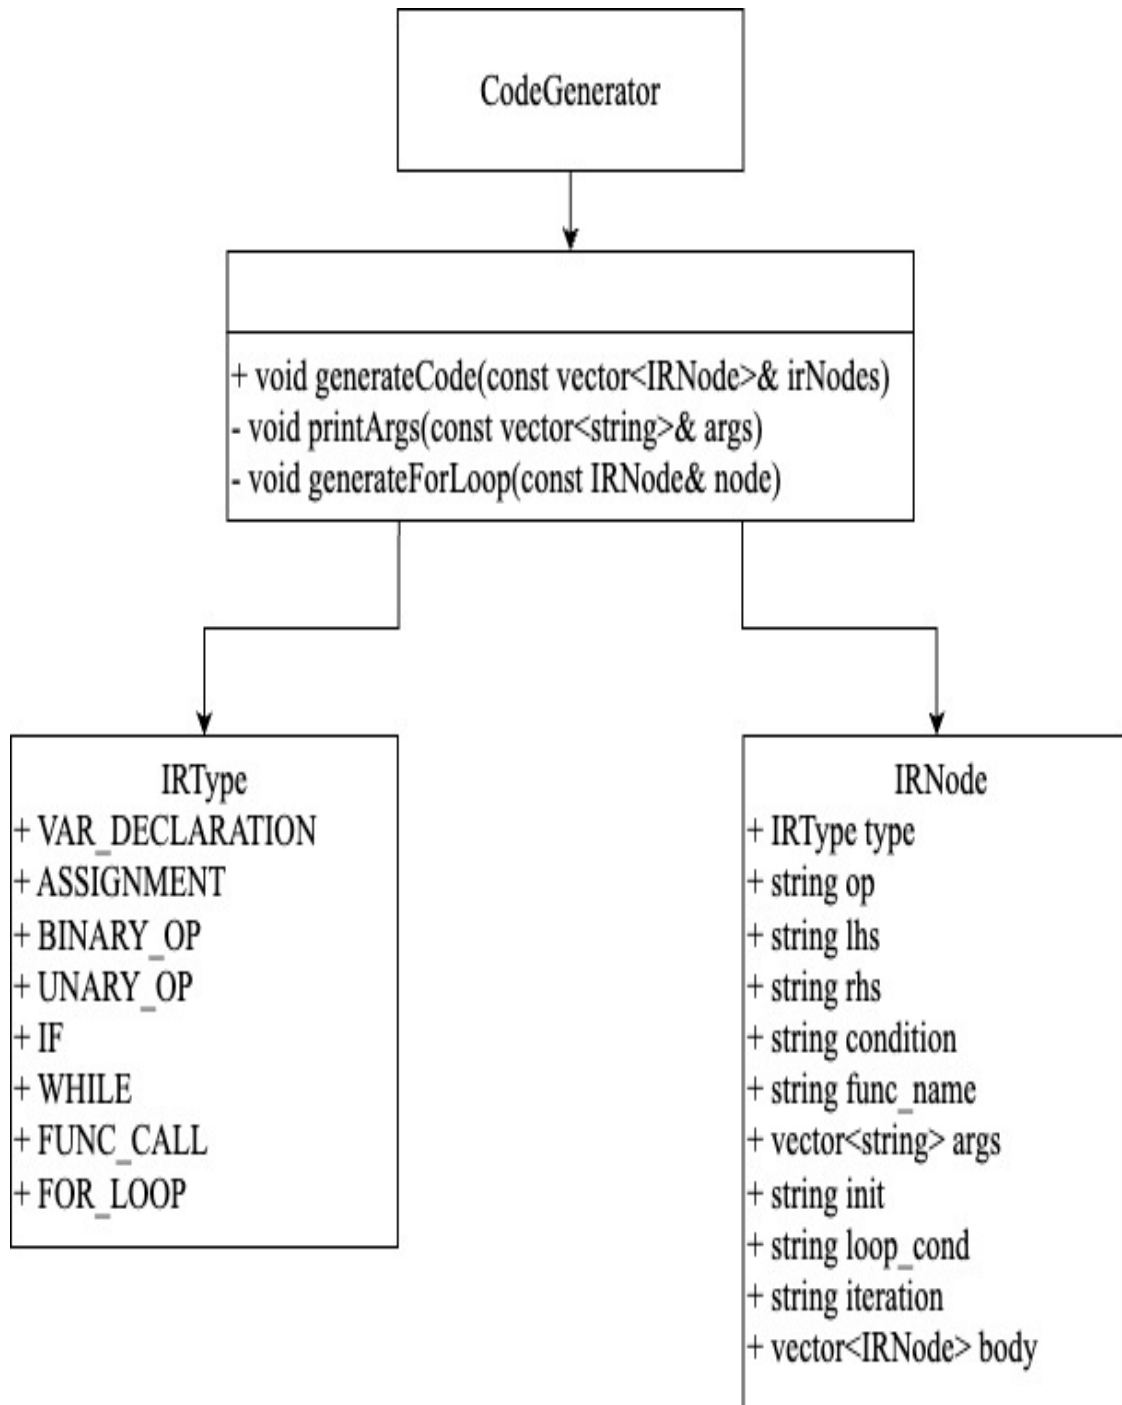 CodeGenerator
+ void generateCode(const vector<IRNode>& irNodes)
- void printArgs(const vector<string>& args)
- void generateForLoop(const IRNode& node)
IRType
+ VAR_DECLARATION
+ ASSIGNMENT
+ BINARY_OP
+ UNARY_OP
+ IF
+ WHILE
+ FUNC_CALL
+ FOR_LOOP
IRNode
+ IRType type
+ string op
+ string lhs
+ string rhs
+ string condition
+ string func_name
+ vector<string> args
+ string init
+ string loop_cond
+ string iteration
+ vector<IRNode> body